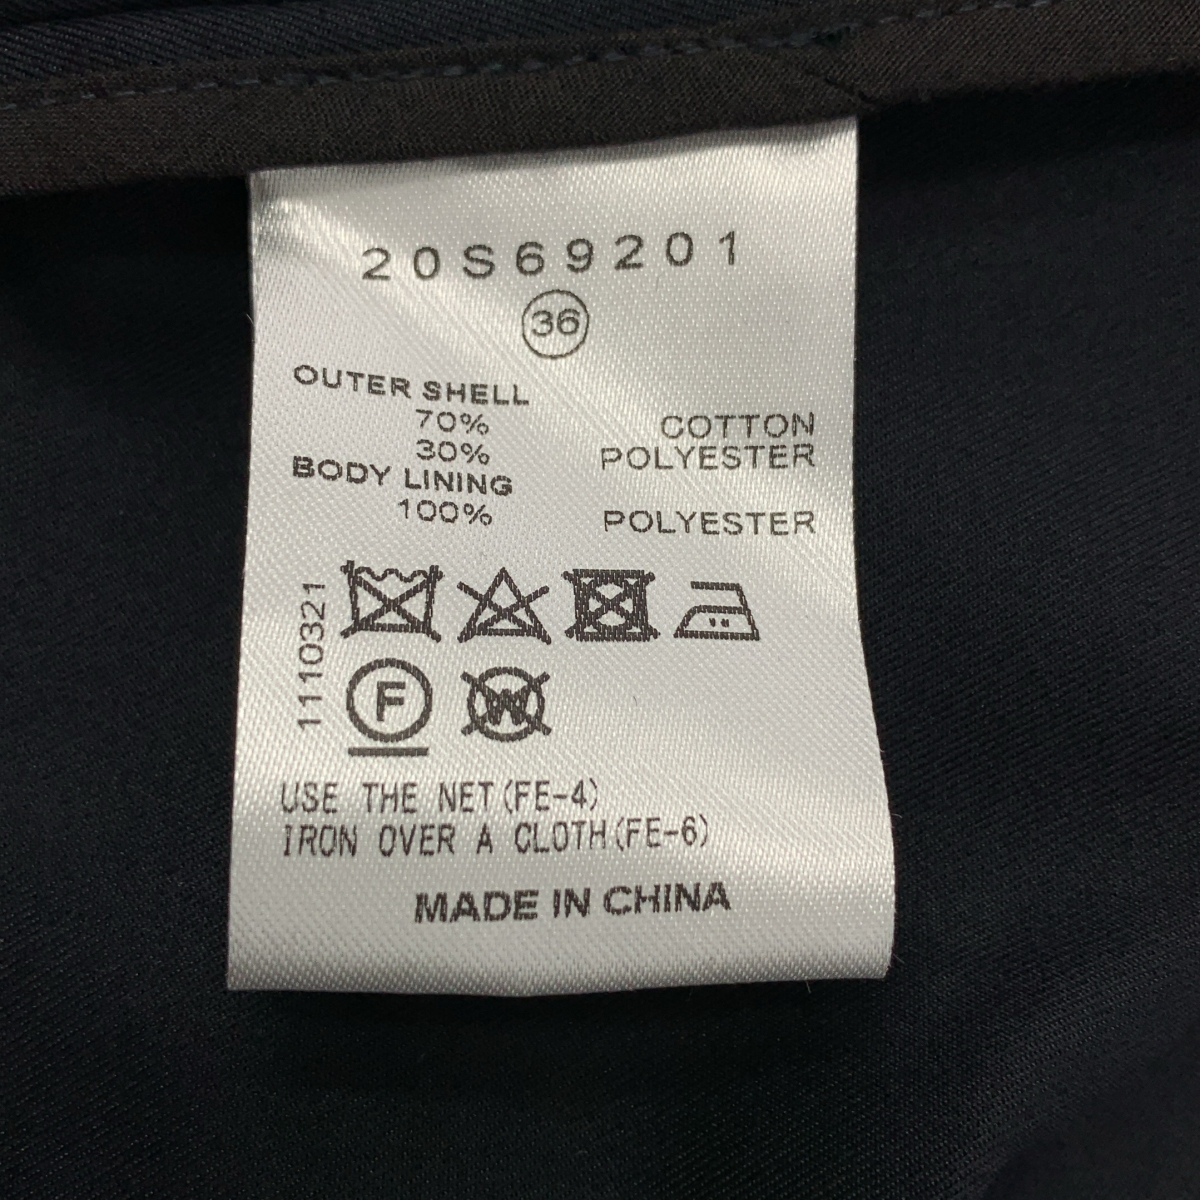 20S69201
36
OUTER SHELL
70% COTTON
30% POLYESTER
BODY LINING
100% POLYESTER
1110321
F W
USE THE NET(FE-4)
IRON OVER A CLOTH(FE-6)
MADE IN CHINA